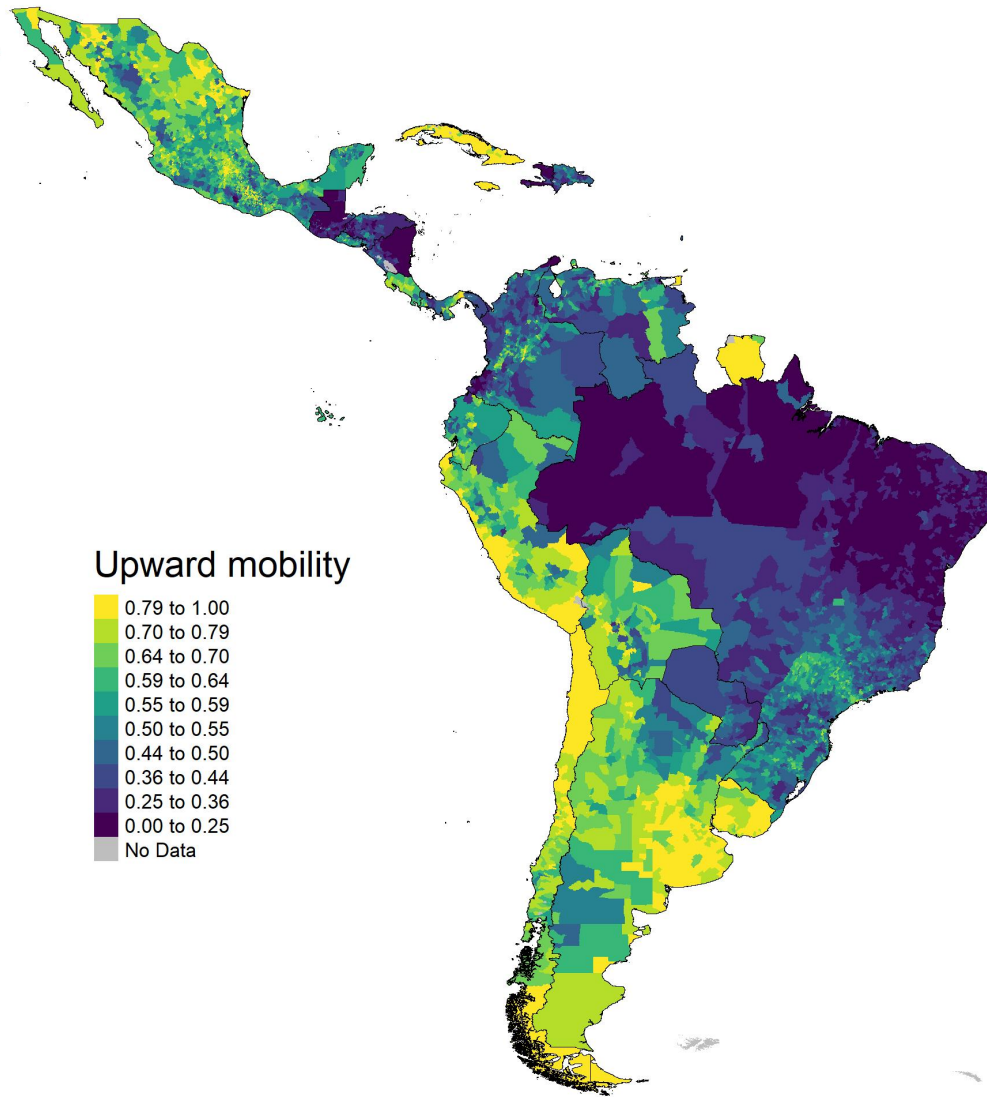 Upward mobility
0.79 to 1.00
0.70 to 0.79
0.64 to 0.70
0.59 to 0.64
0.55 to 0.59
0.50 to 0.55
0.44 to 0.50
0.36 to 0.44
0.25 to 0.36
0.00 to 0.25
No Data